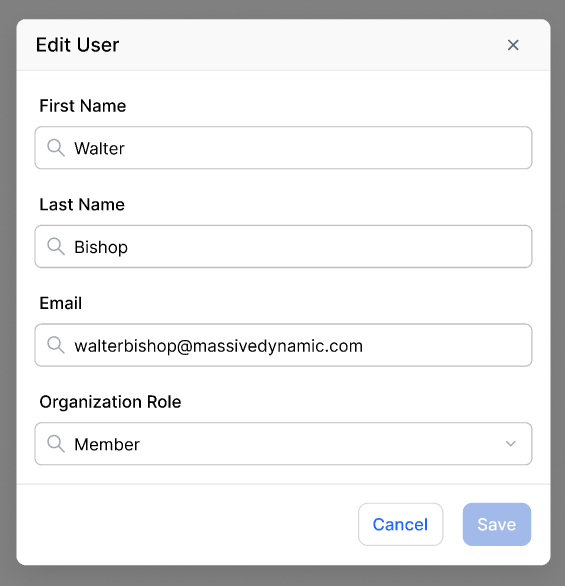 Edit User
First Name
Walter
Last Name
Bishop
Email
walterbishop@massivedynamic.com
Organization Role
Member
Cancel Save